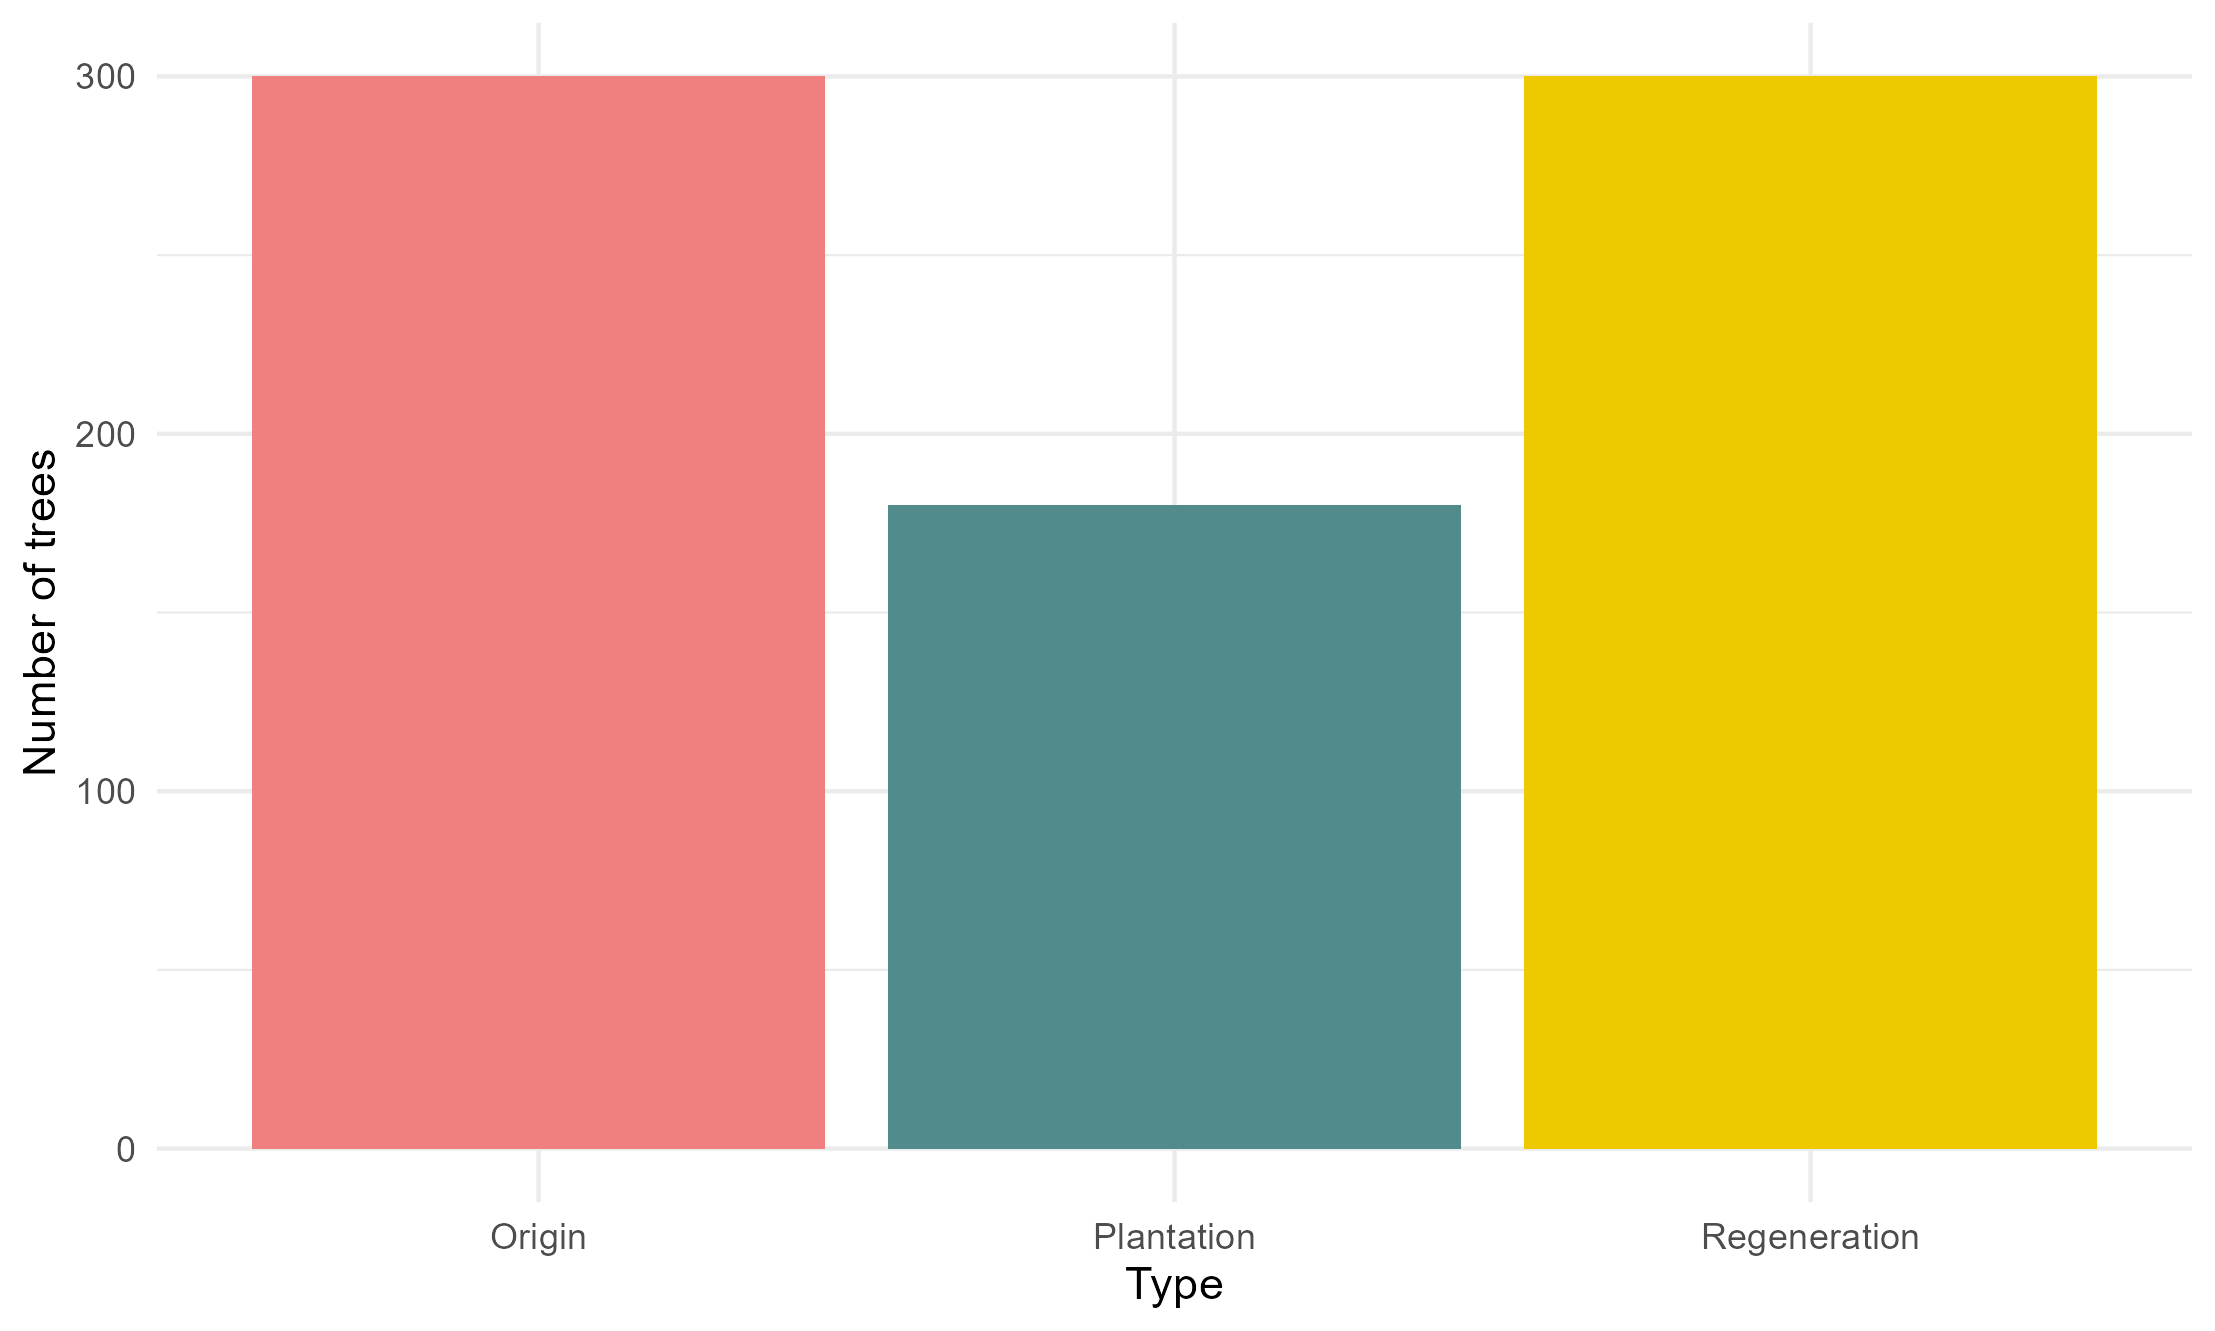 300
200
100
0
Number of trees
Origin
Plantation
Regeneration
Type